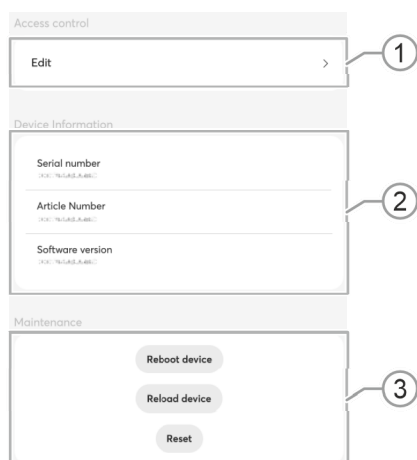 Access control
Edit
1
Device Information
Serial number
Article Number
Software version
2
Maintenance
Reboot device
Reload device
Reset
3